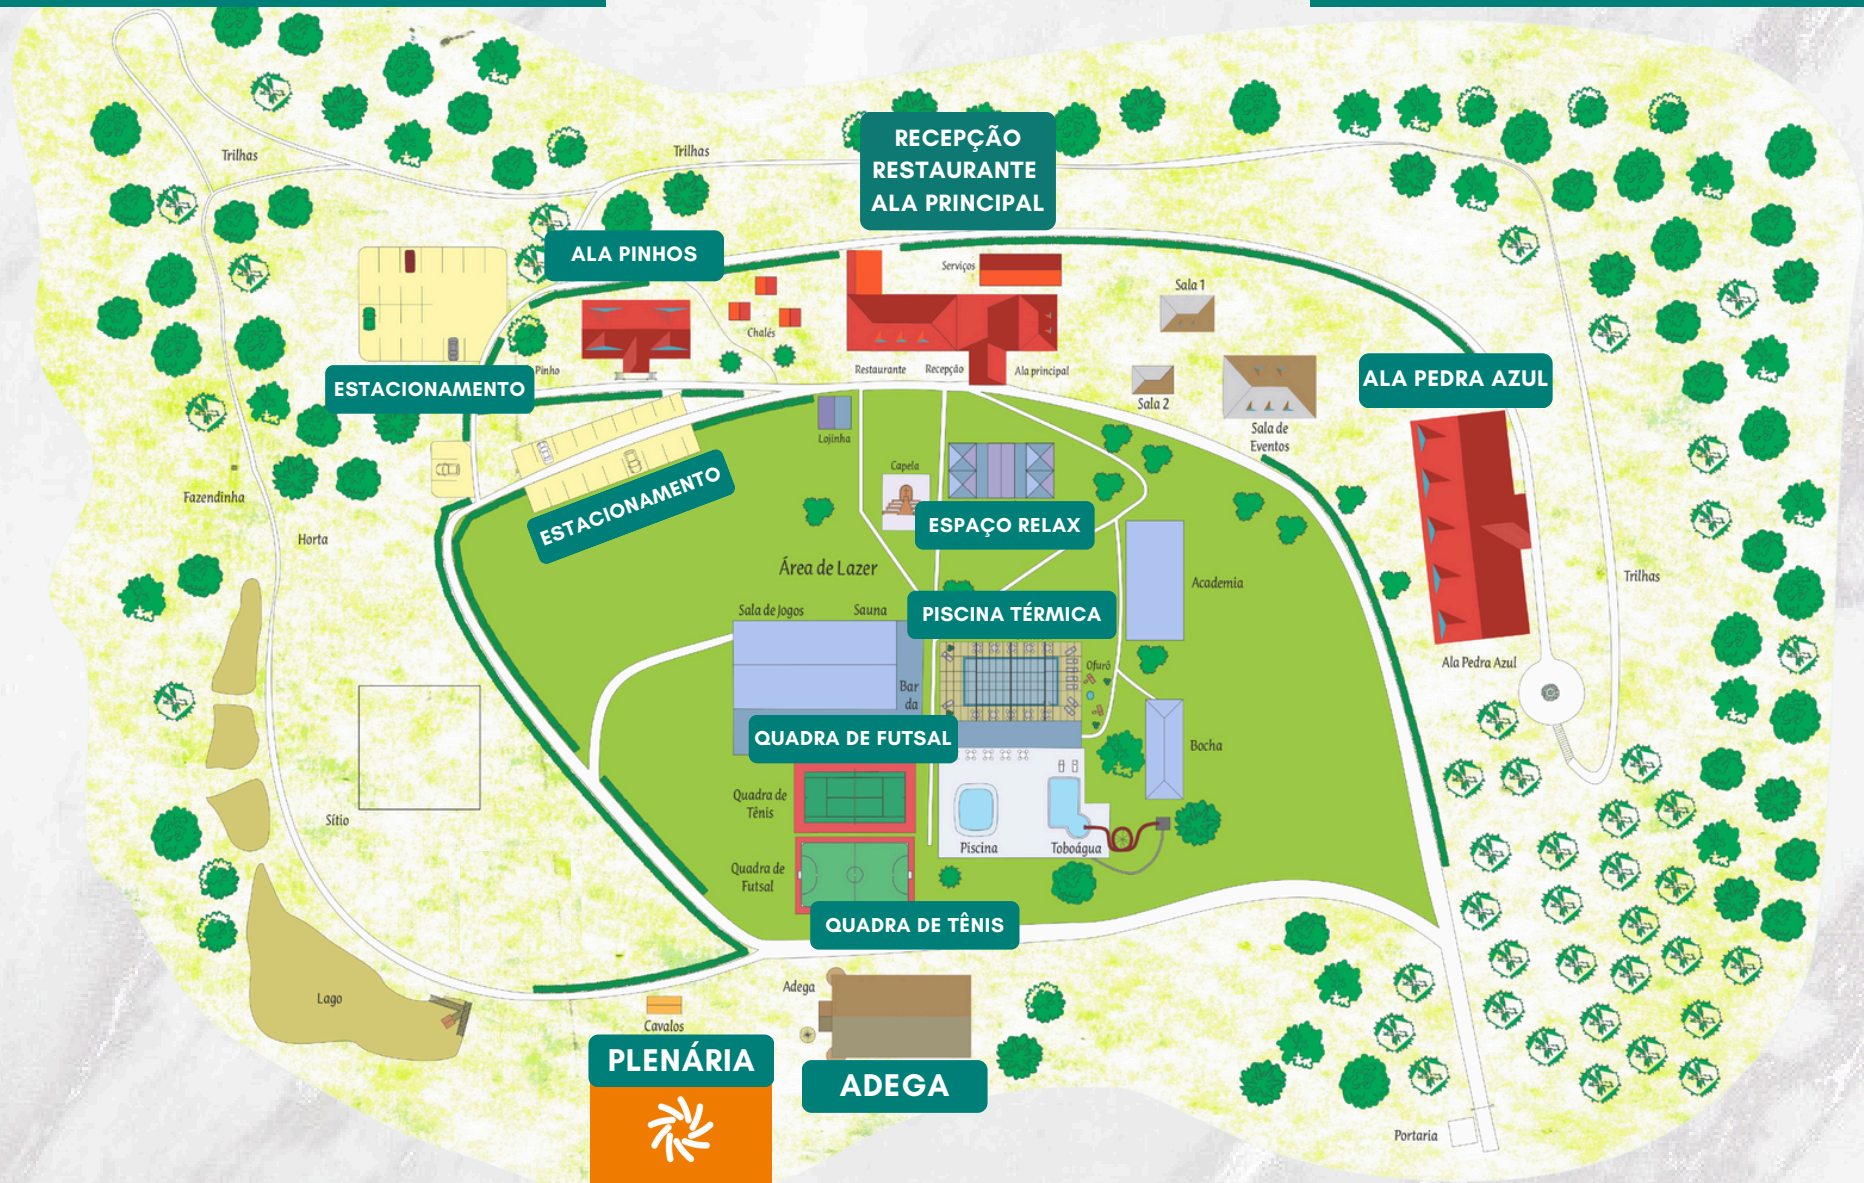 Trilhas
Trilhas
RECEPÇÃO
RESTAURANTE
ALA PRINCIPAL
ALA PINHOS
Serviços
Sala 1
Chalés
Pinho
Restaurante
Recepção
Ala principal
ESTACIONAMENTO
ALA PEDRA AZUL
Sala 2
Sala de
Eventos
Lojinha
Capela
ESTACIONAMENTO
Fazendinha
ESPAÇO RELAX
Horta
Área de Lazer
Academia
Trilhas
Sala de Jogos
Sauna
PISCINA TÉRMICA
Ala Pedra Azul
Ofurô
Bar
da
QUADRA DE FUTSAL
Bocha
Quadra de
Tênis
Sítio
Piscina
Toboágua
Quadra de
Futsal
QUADRA DE TÊNIS
Lago
Adega
Cavalos
PLENÁRIA
ADEGA
Portaria